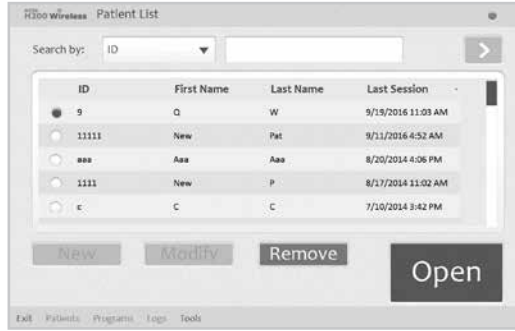 H200 Wireless Patient List
Search by: ID
ID First Name Last Name Last Session
9 Q W 9/19/2016 11:03 AM
11111 New Pat 9/11/2016 4:52 AM
aaa Aaa Aaa 8/20/2014 4:06 PM
1111 New P 8/17/2014 11:02 AM
c C C 7/10/2014 3:42 PM
New Modify Remove Open
Exit Patients Programs Logs Tools